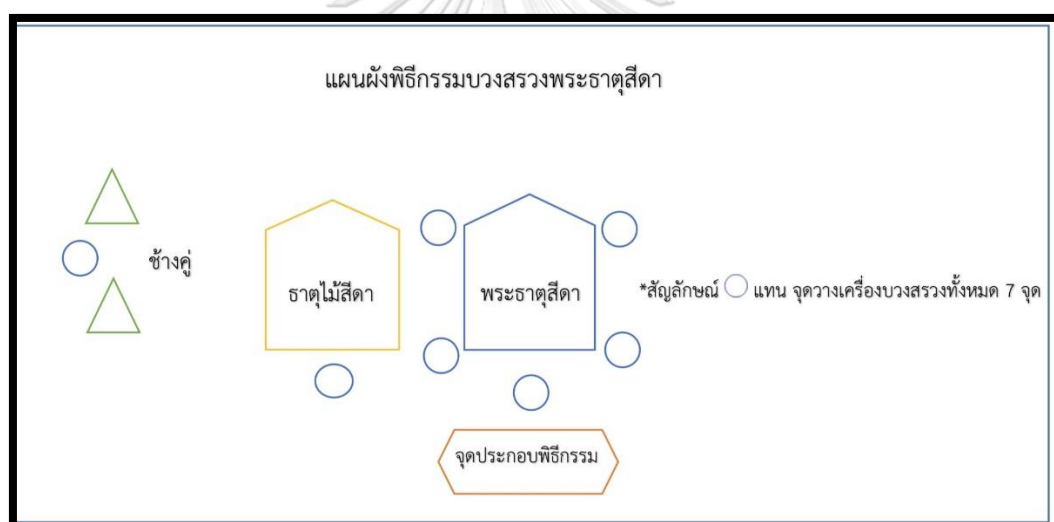 แผนผังพิธีกรรมบวงสรวงพระธาตุสีดา
ช้างคู่
ธาตุไม้สีดา
พระธาตุสีดา
*สัญลักษณ์ แทน จุดวางเครื่องบวงสรวงทั้งหมด 7 จุด
จุดประกอบพิธีกรรม